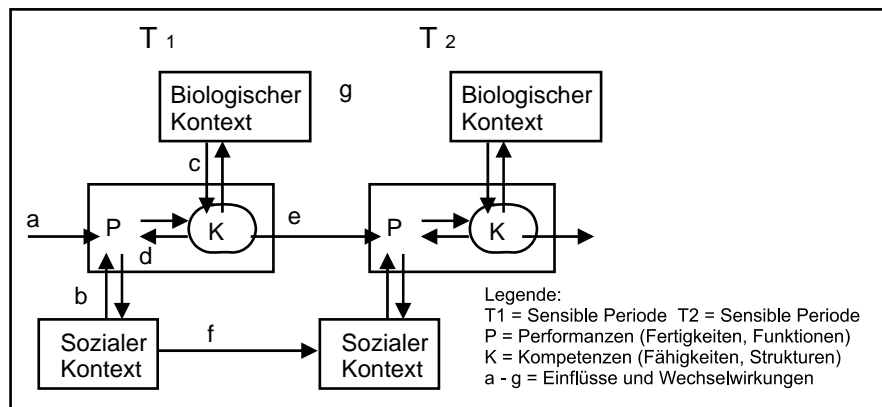 T 1 T 2
Biologischer
Kontext
g
Biologischer
Kontext
c
a
P
K
e
P
K
d
b
Sozialer
Kontext
f
Sozialer
Kontext
Legende:
T1 = Sensible Periode T2 = Sensible Periode
P = Performanzen (Fertigkeiten, Funktionen)
K = Kompetenzen (Fähigkeiten, Strukturen)
a - g = Einflüsse und Wechselwirkungen